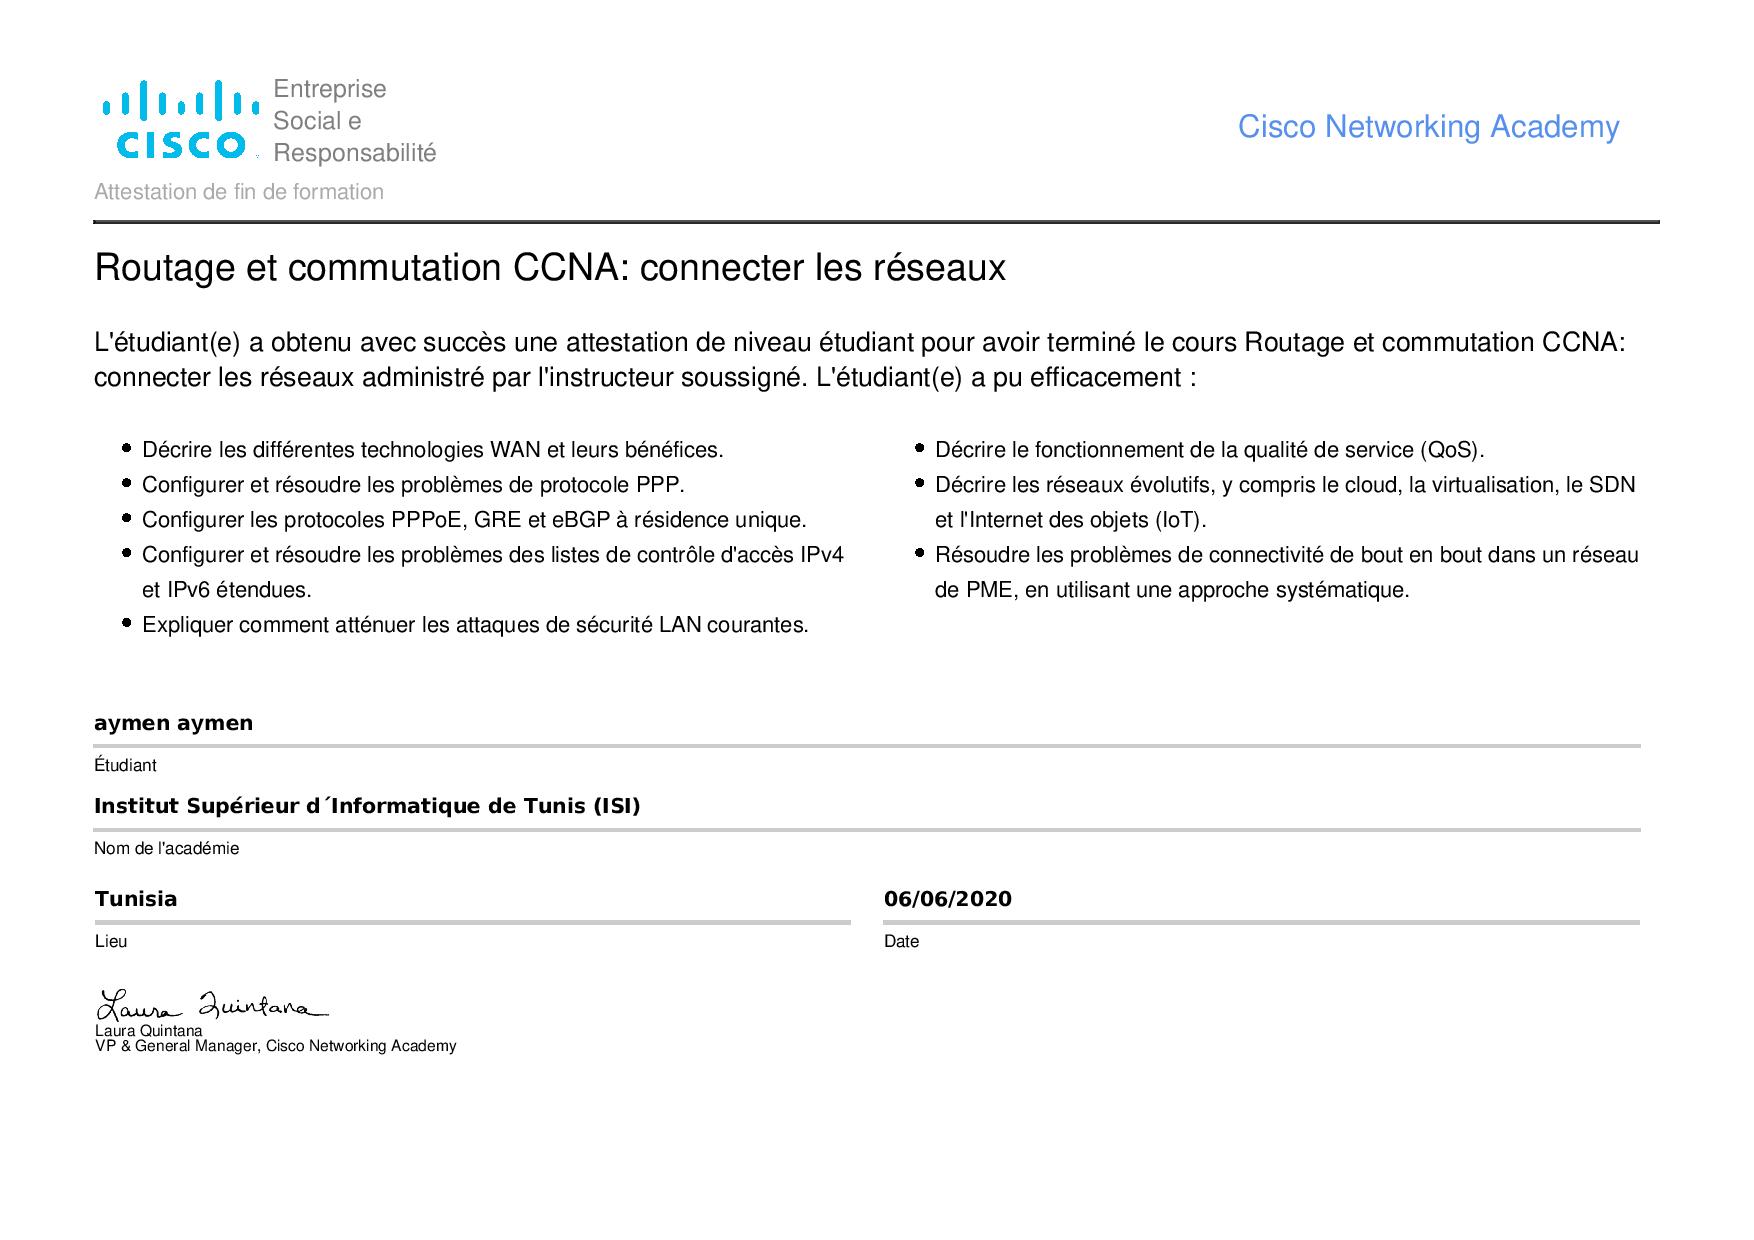 CISCO
Entreprise
Social e
Responsabilité
Cisco Networking Academy
Attestation de fin de formation
Routage et commutation CCNA: connecter les réseaux
L'étudiant(e) a obtenu avec succès une attestation de niveau étudiant pour avoir terminé le cours Routage et commutation CCNA:
connecter les réseaux administré par l'instructeur soussigné. L'étudiant(e) a pu efficacement :
• Décrire les différentes technologies WAN et leurs bénéfices.
• Configurer et résoudre les problèmes de protocole PPP.
• Configurer les protocoles PPPoE, GRE et eBGP à résidence unique.
• Configurer et résoudre les problèmes des listes de contrôle d'accès IPv4
et IPv6 étendues.
• Expliquer comment atténuer les attaques de sécurité LAN courantes.
• Décrire le fonctionnement de la qualité de service (QoS).
• Décrire les réseaux évolutifs, y compris le cloud, la virtualisation, le SDN
et l'Internet des objets (IoT).
• Résoudre les problèmes de connectivité de bout en bout dans un réseau
de PME, en utilisant une approche systématique.
aymen aymen
Étudiant
Institut Supérieur d´Informatique de Tunis (ISI)
Nom de l'académie
Tunisia
Lieu
06/06/2020
Date
Laura Quintana
Laura Quintana
VP & General Manager, Cisco Networking Academy